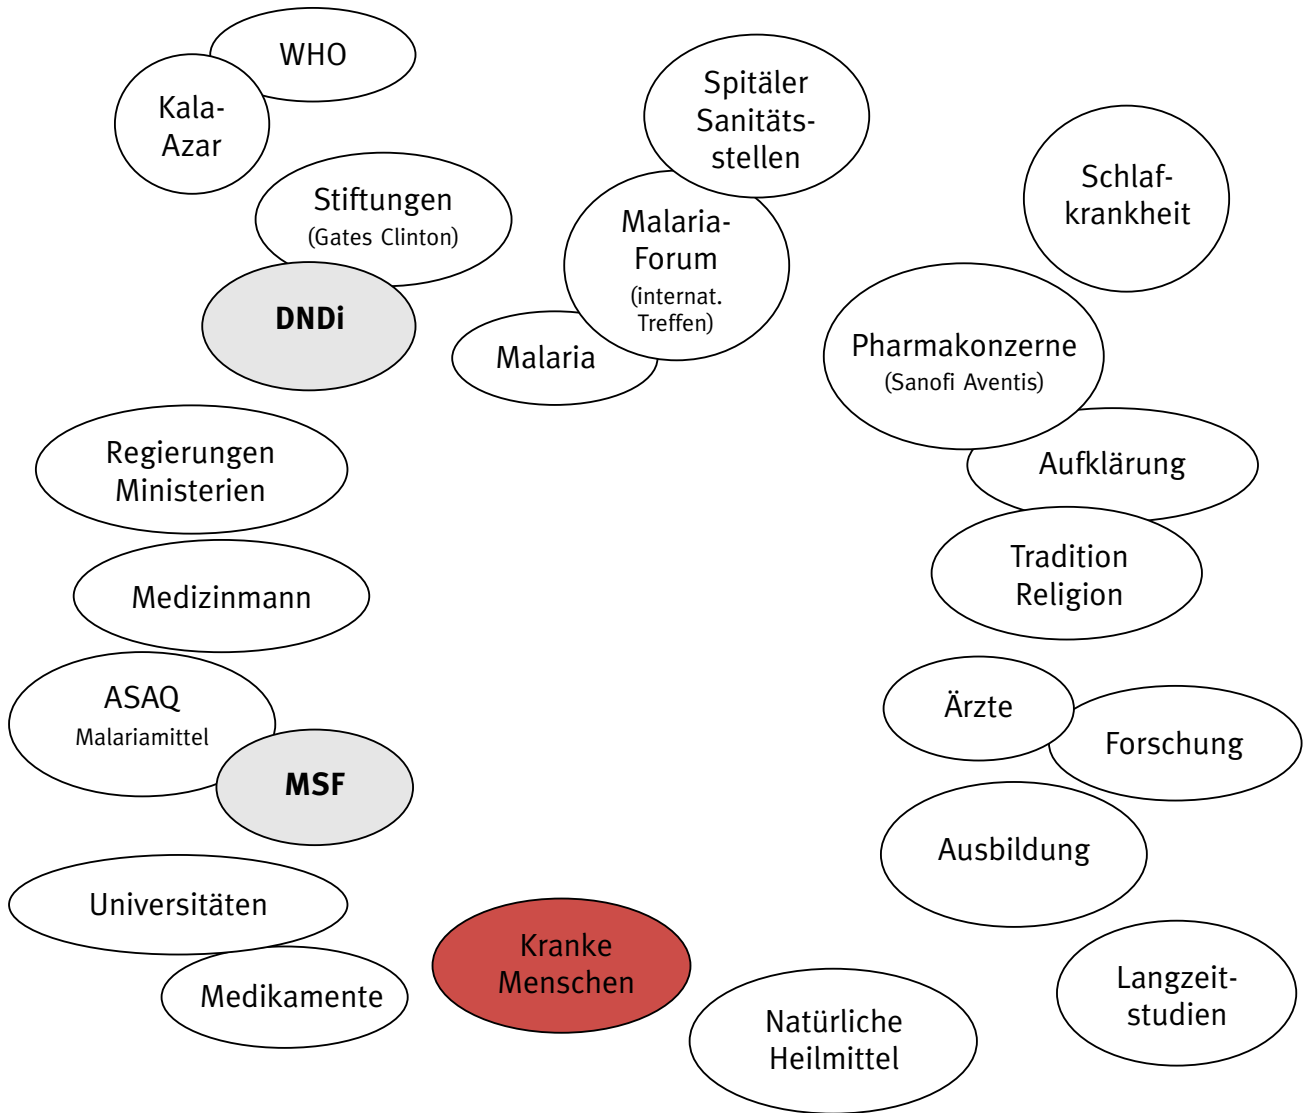 WHO
Kala-
Azar
Spitäler
Sanitäts-
stellen
Schlaf-
krankheit
Stiftungen
(Gates Clinton)
Malaria-
Forum
(internat.
Treffen)
DNDi
Malaria
Pharmakonzerne
(Sanofi Aventis)
Regierungen
Ministerien
Aufklärung
Medizinmann
Tradition
Religion
ASAQ
Malariamittel
Ärzte
Forschung
MSF
Ausbildung
Universitäten
Kranke
Menschen
Medikamente
Langzeit-
studien
Natürliche
Heilmittel